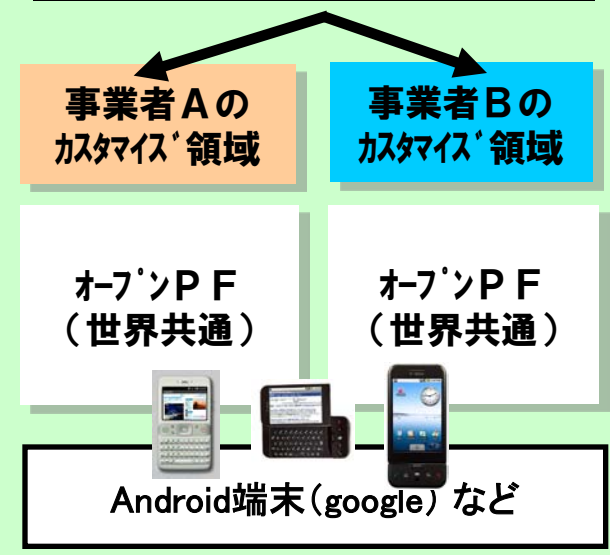 事業者Aの
ｶｽﾀﾏｲｽﾞ領域
事業者Bの
ｶｽﾀﾏｲｽﾞ領域
ｵｰﾌﾟﾝＰＦ
（世界共通）
ｵｰﾌﾟﾝＰＦ
（世界共通）
Android端末（google）など